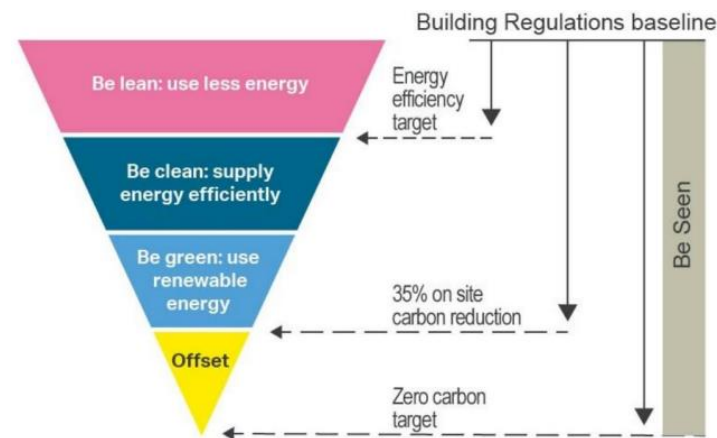 Building Regulations baseline
Be lean: use less energy
Energy
efficiency
target
Be clean: supply
energy efficiently
Be green: use
renewable
energy
35% on site
carbon reduction
Offset
Zero carbon
target
Be Seen